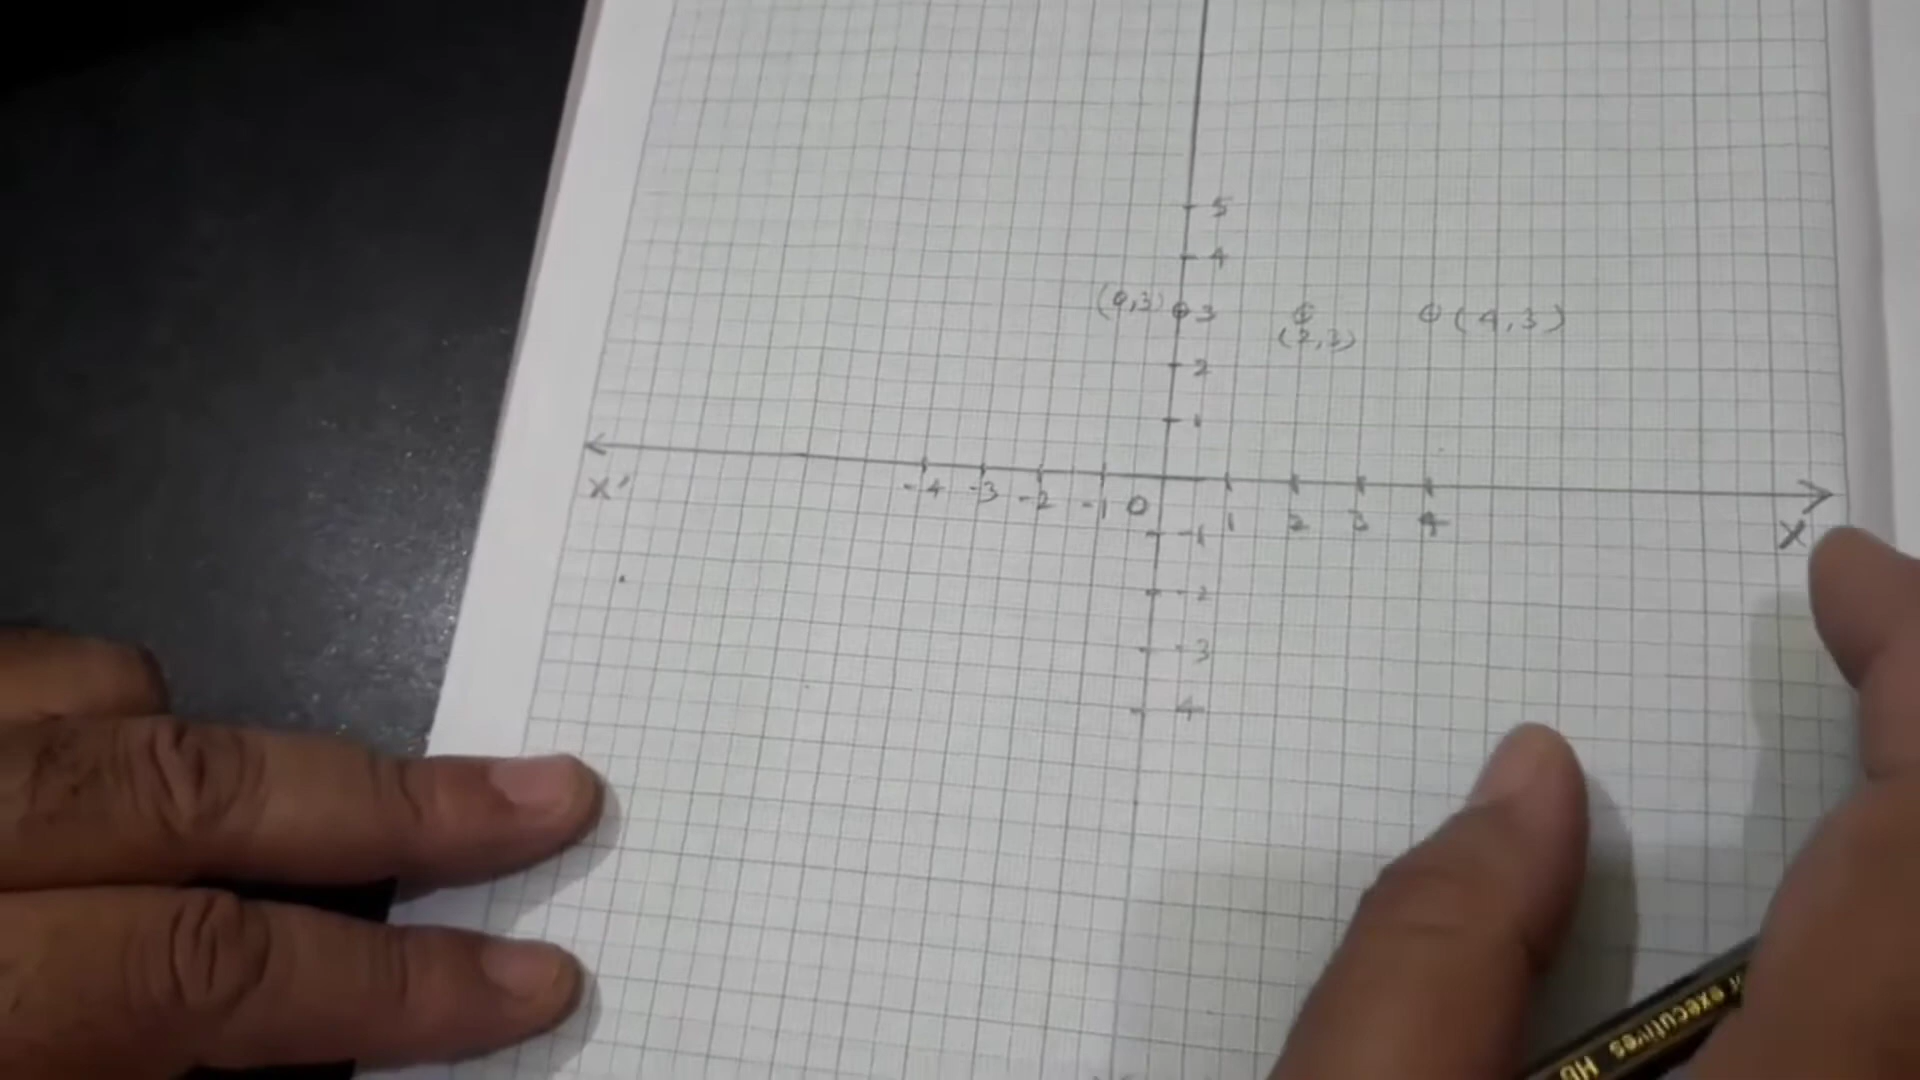 5
4
(0,3) 3 (2,3) (4,3)
2
1
X' -4 -3 -2 -1 0 1 2 3 4 X
-1
-2
-3
4
executives HB